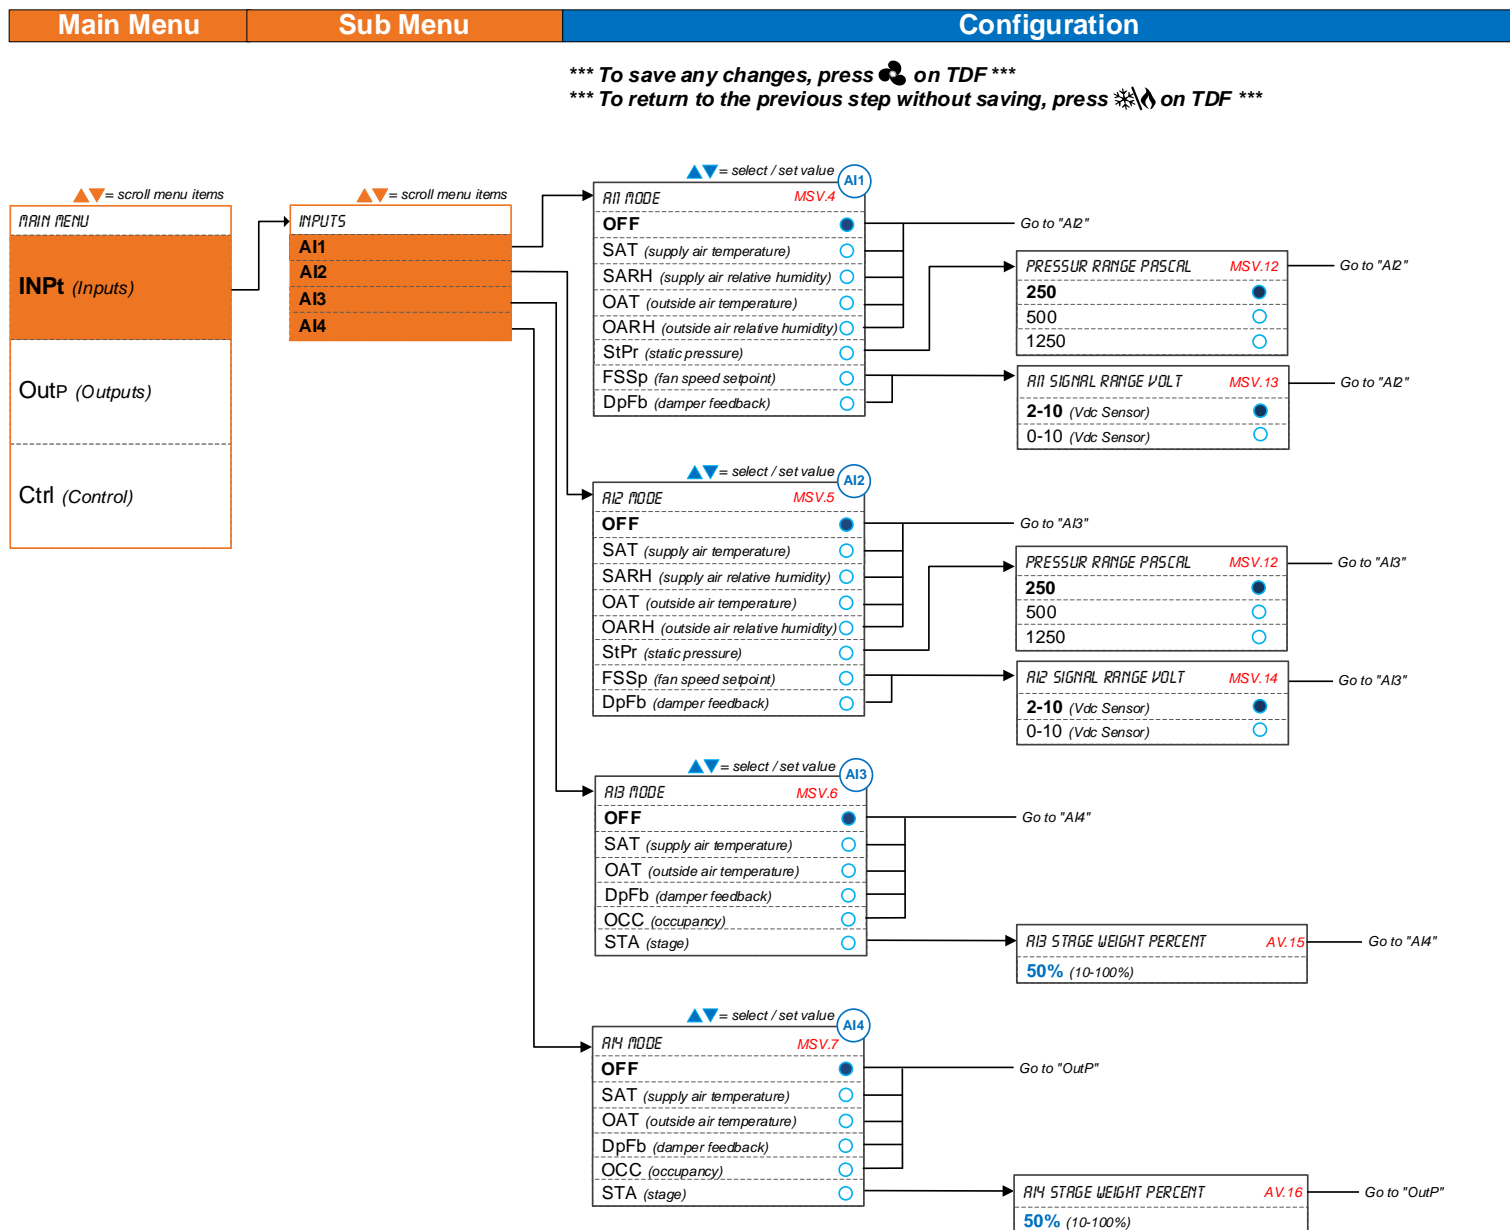 Main Menu Sub Menu Configuration
*** To save any changes, press on TDF ***
*** To return to the previous step without saving, press on TDF ***
= scroll menu items
MAIN MENU
INPt (Inputs)
OutP (Outputs)
Ctrl (Control)
= scroll menu items
INPUTS
AI1
AI2
AI3
AI4
= select / set value
AI1
AI1 MODE MSV.4
OFF
SAT (supply air temperature)
SARH (supply air relative humidity)
OAT (outside air temperature)
OARH (outside air relative humidity)
StPr (static pressure)
FSSp (fan speed setpoint)
DpFb (damper feedback)
Go to "AI2"
PRESSUR RANGE PASCAL MSV.12
250
500
1250
Go to "AI2"
AI1 SIGNAL RANGE VOLT MSV.13
2-10 (Vdc Sensor)
0-10 (Vdc Sensor)
Go to "AI2"
= select / set value
AI2
AI2 MODE MSV.5
OFF
SAT (supply air temperature)
SARH (supply air relative humidity)
OAT (outside air temperature)
OARH (outside air relative humidity)
StPr (static pressure)
FSSp (fan speed setpoint)
DpFb (damper feedback)
Go to "AI3"
PRESSUR RANGE PASCAL MSV.12
250
500
1250
Go to "AI3"
AI2 SIGNAL RANGE VOLT MSV.14
2-10 (Vdc Sensor)
0-10 (Vdc Sensor)
Go to "AI3"
= select / set value
AI3
AI3 MODE MSV.6
OFF
SAT (supply air temperature)
OAT (outside air temperature)
DpFb (damper feedback)
OCC (occupancy)
STA (stage)
Go to "AI4"
AI3 STAGE WEIGHT PERCENT AV.15
50% (10-100%)
Go to "AI4"
= select / set value
AI4
AI4 MODE MSV.7
OFF
SAT (supply air temperature)
OAT (outside air temperature)
DpFb (damper feedback)
OCC (occupancy)
STA (stage)
Go to "OutP"
AI4 STAGE WEIGHT PERCENT AV.16
50% (10-100%)
Go to "OutP"